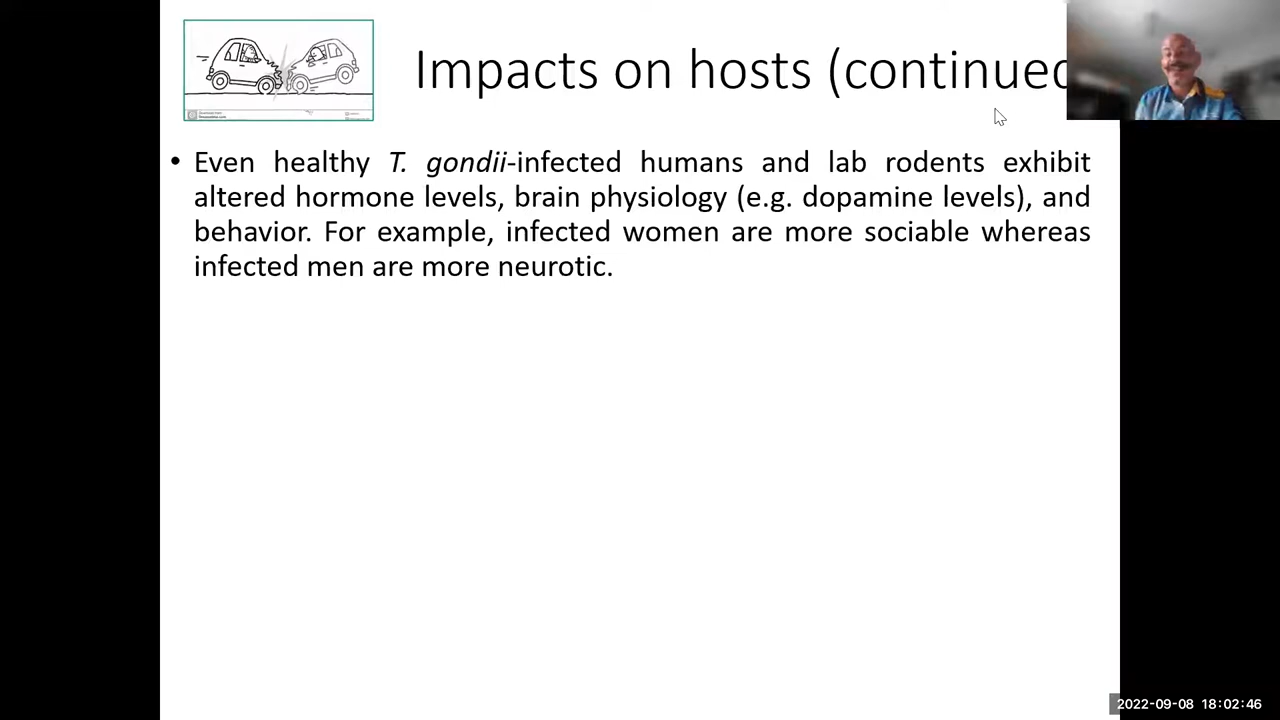 Impacts on hosts (continued
• Even healthy T. gondii-infected humans and lab rodents exhibit
altered hormone levels, brain physiology (e.g. dopamine levels), and
behavior. For example, infected women are more sociable whereas
infected men are more neurotic.
2022-09-08 18:02:46